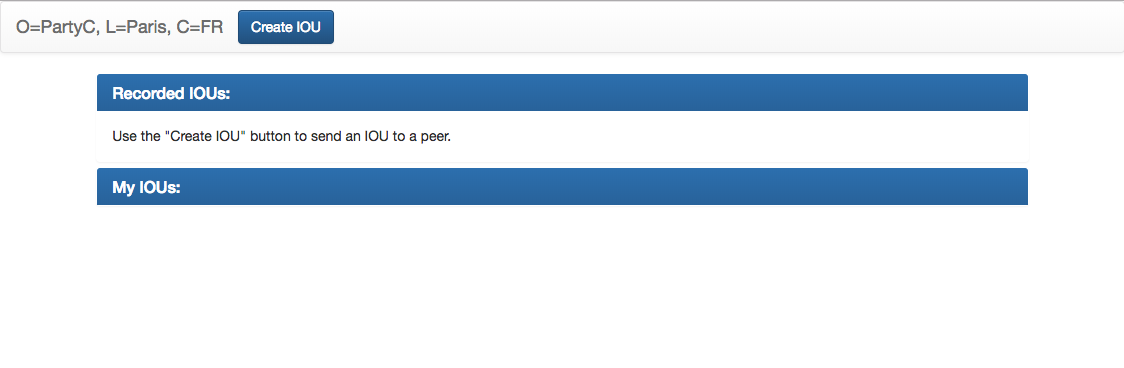 O=PartyC, L=Paris, C=FR Create IOU
Recorded IOUs:
Use the "Create IOU" button to send an IOU to a peer.
My IOUs: